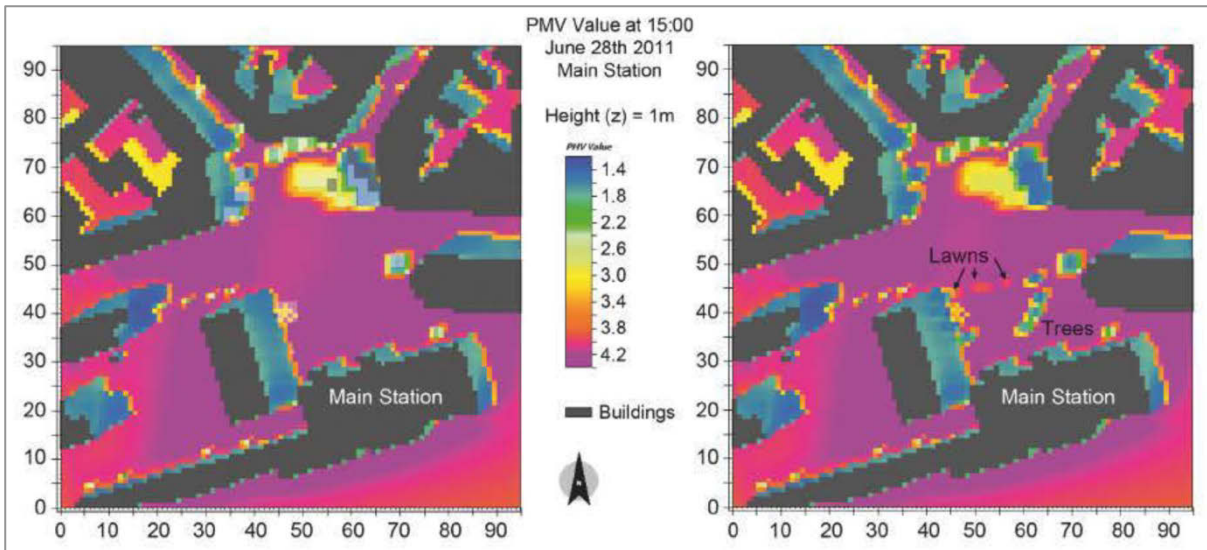 PMV Value at 15:00
June 28th 2011
Main Station
Height (z) = 1m
PMV Value
1.4
1.8
2.2
2.6
3.0
3.4
3.8
4.2
Buildings
N
90
80
70
60
50
40
30
20
10
0
0 10 20 30 40 50 60 70 80 90
Main Station
90
80
70
60
50
40
30
20
10
0
0 10 20 30 40 50 60 70 80 90
Lawns
Trees
Main Station